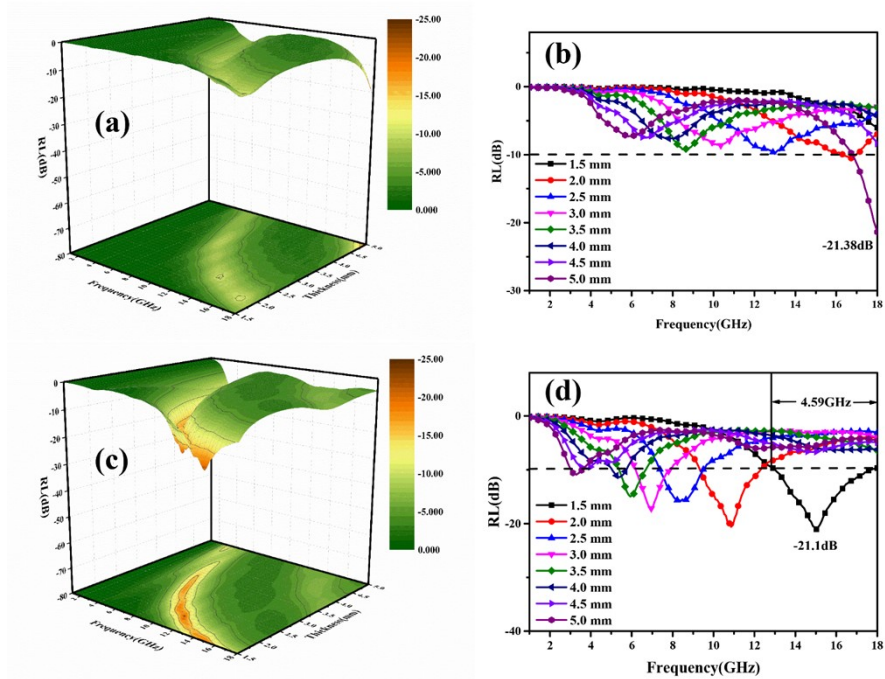 (a)
RL(dB)
0
-10
-20
-30
-40
-50
-60
-70
-80
Frequency(GHz)
Thickness(mm)
-25.00
-20.00
-15.00
-10.00
-5.000
0.000
(b)
RL(dB)
0
-10
-20
-30
1.5 mm
2.0 mm
2.5 mm
3.0 mm
3.5 mm
4.0 mm
4.5 mm
5.0 mm
-21.38dB
2 4 6 8 10 12 14 16 18
Frequency(GHz)
(c)
RL(dB)
0
-10
-20
-30
-40
-50
-60
-70
-80
Frequency(GHz)
Thickness(mm)
-25.00
-20.00
-15.00
-10.00
-5.000
0.000
(d)
4.59GHz
RL(dB)
0
-10
-20
-40
1.5 mm
2.0 mm
2.5 mm
3.0 mm
3.5 mm
4.0 mm
4.5 mm
5.0 mm
-21.1dB
2 4 6 8 10 12 14 16 18
Frequency(GHz)